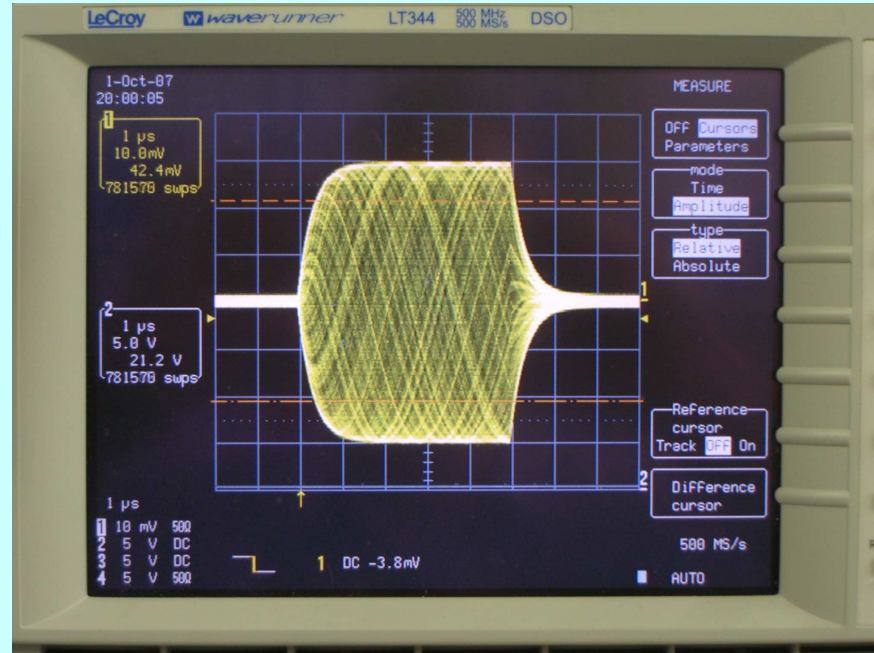 LeCroy waverunner LT344 500 MHz 500 MS/s DSO
1-Oct-07
20:00:05
1
1 µs
10.0mV
42.4mV
781570 swps
2
1 µs
5.0 V
21.2 V
781570 swps
1 µs
1 10 mV 50Ω
2 5 V DC
3 5 V DC
4 5 V 50Ω
1 DC -3.8mV
1
2
MEASURE
OFF Cursors
Parameters
mode
Time
Amplitude
type
Relative
Absolute
Reference
cursor
Track OFF On
Difference
cursor
500 MS/s
AUTO